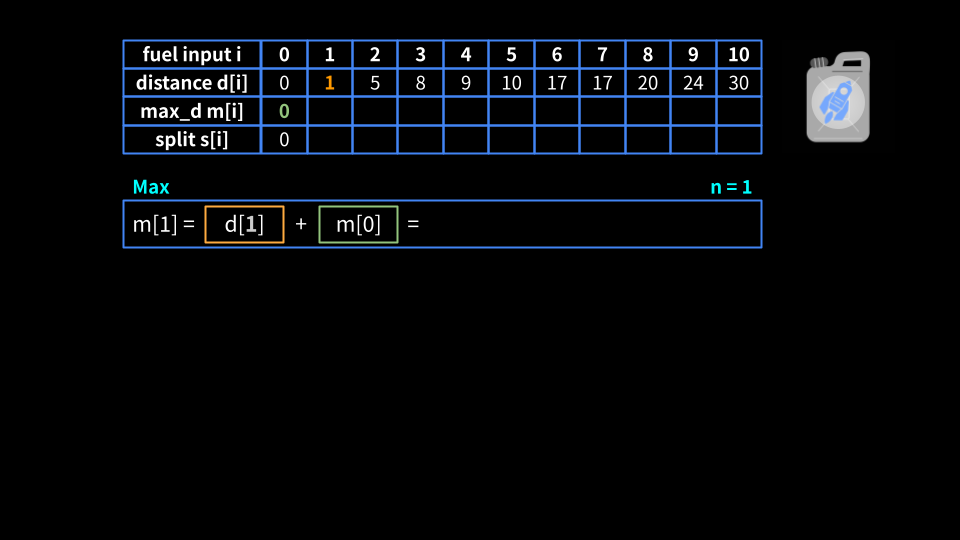 fuel input i 0 1 2 3 4 5 6 7 8 9 10
distance d[i] 0 1 5 8 9 10 17 17 20 24 30
max_d m[i] 0
split s[i] 0
Max n = 1
m[1] = d[1] + m[0] =